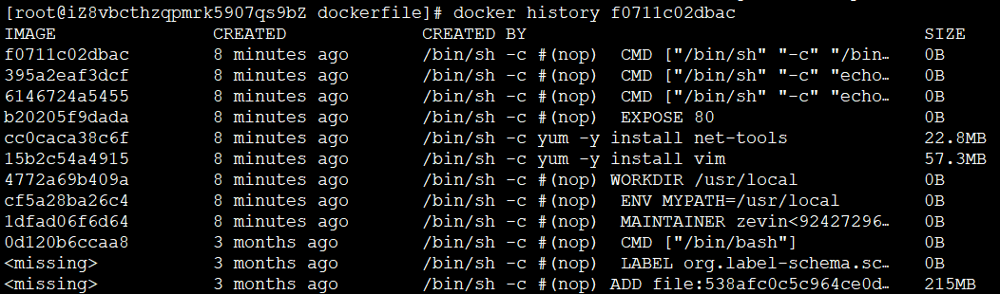 [root@iZ8vbcthzqpmrk5907qs9bZ dockerfile]# docker history f0711c02dbac
IMAGE CREATED CREATED BY SIZE
f0711c02dbac 8 minutes ago /bin/sh -c #(nop) CMD ["/bin/sh" "-c" "/bin… 0B
395a2eaf3dcf 8 minutes ago /bin/sh -c #(nop) CMD ["/bin/sh" "-c" "echo… 0B
6146724a5455 8 minutes ago /bin/sh -c #(nop) CMD ["/bin/sh" "-c" "echo… 0B
b20205f9dada 8 minutes ago /bin/sh -c #(nop) EXPOSE 80 0B
cc0caca38c6f 8 minutes ago /bin/sh -c yum -y install net-tools 22.8MB
15b2c54a4915 8 minutes ago /bin/sh -c yum -y install vim 57.3MB
4772a69b409a 8 minutes ago /bin/sh -c #(nop) WORKDIR /usr/local 0B
cf5a28ba26c4 8 minutes ago /bin/sh -c #(nop) ENV MYPATH=/usr/local 0B
1dfad06f6d64 8 minutes ago /bin/sh -c #(nop) MAINTAINER zevin<92427296… 0B
0d120b6ccaa8 3 months ago /bin/sh -c #(nop) CMD ["/bin/bash"] 0B
<missing> 3 months ago /bin/sh -c #(nop) LABEL org.label-schema.sc… 0B
<missing> 3 months ago /bin/sh -c #(nop) ADD file:538afc0c5c964ce0d… 215MB